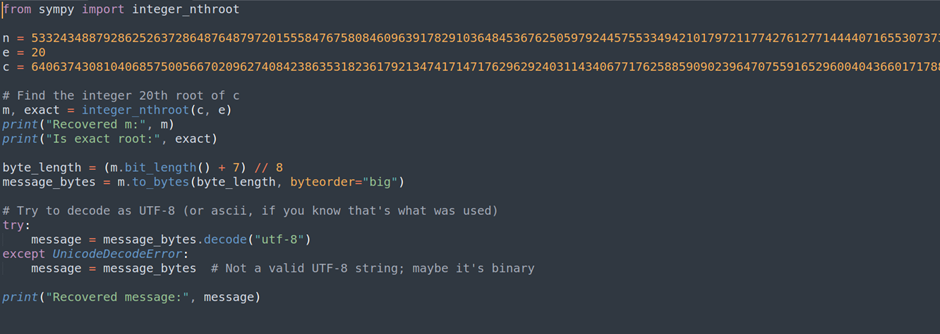 from sympy import integer_nthroot
n = 5332434887928625263728648764879720155584767580846096391782910364845367625059792445755334942101797211774276127714444071655307373
e = 20
c = 6406374308104068575005667020962740842386353182361792134741714717629629240311434067717625885909023964707559165296004043660171788
# Find the integer 20th root of c
m, exact = integer_nthroot(c, e)
print("Recovered m:", m)
print("Is exact root:", exact)
byte_length = (m.bit_length() + 7) // 8
message_bytes = m.to_bytes(byte_length, byteorder="big")
# Try to decode as UTF-8 (or ascii, if you know that's what was used)
try:
    message = message_bytes.decode("utf-8")
except UnicodeDecodeError:
    message = message_bytes  # Not a valid UTF-8 string; maybe it's binary
print("Recovered message:", message)